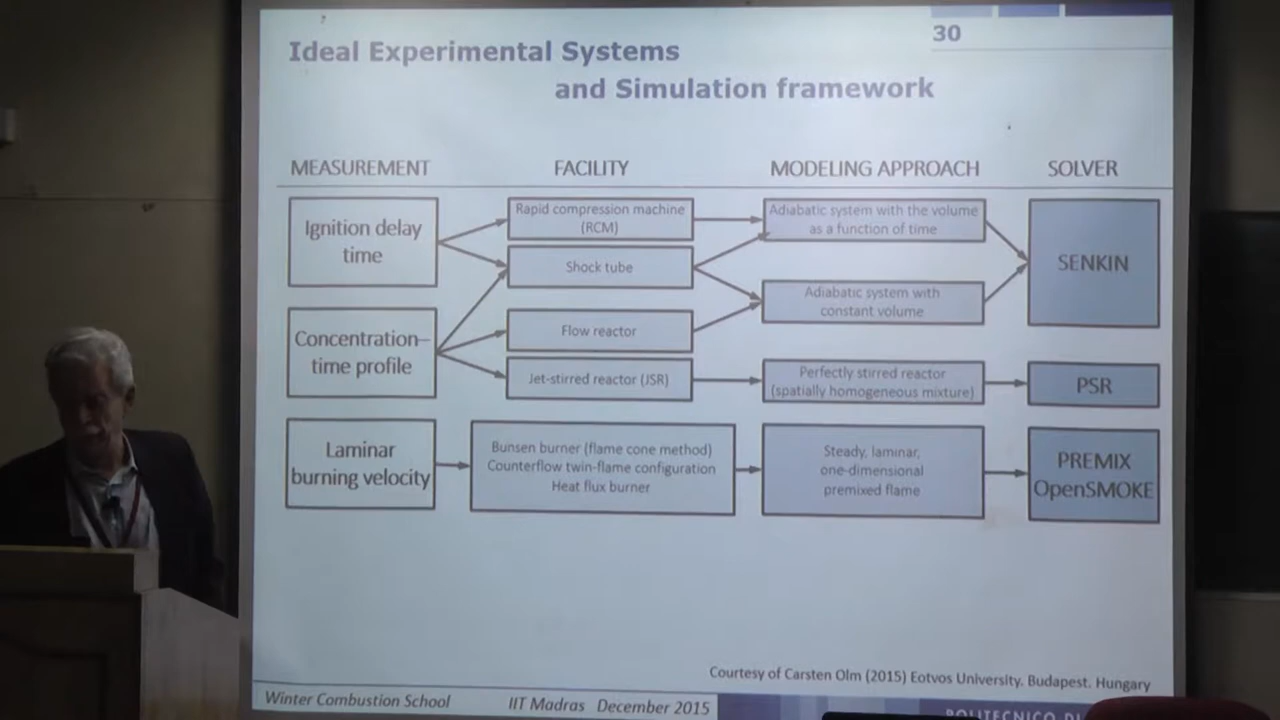 30
Ideal Experimental Systems
and Simulation framework
MEASUREMENT
FACILITY
MODELING APPROACH
SOLVER
Ignition delay
time
Rapid compression machine
(RCM)
Shock tube
Adiabatic system with the volume
as a function of time
SENKIN
Concentration–
time profile
Flow reactor
Jet-stirred reactor (JSR)
Adiabatic system with
constant volume
Perfectly stirred reactor
(spatially homogeneous mixture)
PSR
Laminar
burning velocity
Bunsen burner (flame cone method)
Counterflow twin-flame configuration
Heat flux burner
Steady, laminar,
one-dimensional
premixed flame
PREMIX
OpenSMOKE
Courtesy of Carsten Olm (2015) Eotvos University. Budapest. Hungary
Winter Combustion School
IIT Madras December 2015
POLITECNICO